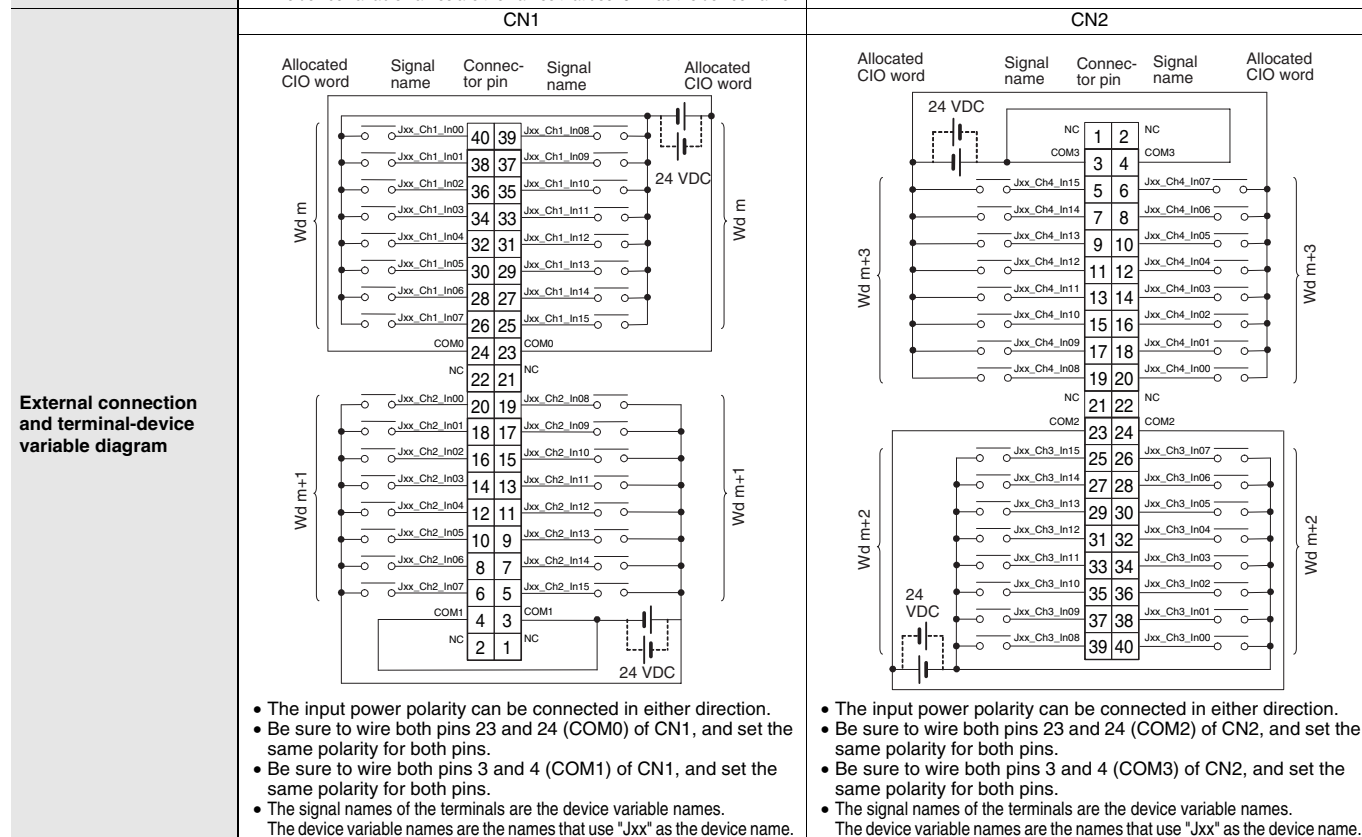 CN1
CN2
External connection
and terminal-device
variable diagram
Allocated CIO word
Signal name
Connec-tor pin
Signal name
Allocated CIO word
24 VDC
Jxx_Ch1_In00 40 39 Jxx_Ch1_In08
Jxx_Ch1_In01 38 37 Jxx_Ch1_In09
Jxx_Ch1_In02 36 35 Jxx_Ch1_In10
Jxx_Ch1_In03 34 33 Jxx_Ch1_In11
Jxx_Ch1_In04 32 31 Jxx_Ch1_In12
Jxx_Ch1_In05 30 29 Jxx_Ch1_In13
Jxx_Ch1_In06 28 27 Jxx_Ch1_In14
Jxx_Ch1_In07 26 25 Jxx_Ch1_In15
Wd m
Wd m
COM0 24 23 COM0
NC 22 21 NC
Jxx_Ch2_In00 20 19 Jxx_Ch2_In08
Jxx_Ch2_In01 18 17 Jxx_Ch2_In09
Jxx_Ch2_In02 16 15 Jxx_Ch2_In10
Jxx_Ch2_In03 14 13 Jxx_Ch2_In11
Jxx_Ch2_In04 12 11 Jxx_Ch2_In12
Jxx_Ch2_In05 10 9 Jxx_Ch2_In13
Jxx_Ch2_In06 8 7 Jxx_Ch2_In14
Jxx_Ch2_In07 6 5 Jxx_Ch2_In15
Wd m+1
Wd m+1
COM1 4 3 COM1
NC 2 1 NC
24 VDC
• The input power polarity can be connected in either direction.
• Be sure to wire both pins 23 and 24 (COM0) of CN1, and set the
same polarity for both pins.
• Be sure to wire both pins 3 and 4 (COM1) of CN1, and set the
same polarity for both pins.
• The signal names of the terminals are the device variable names.
The device variable names are the names that use "Jxx" as the device name.
Allocated CIO word
Signal name
Connec-tor pin
Signal name
Allocated CIO word
24 VDC
NC 1 2 NC
COM3 3 4 COM3
Jxx_Ch4_In15 5 6 Jxx_Ch4_In07
Jxx_Ch4_In14 7 8 Jxx_Ch4_In06
Jxx_Ch4_In13 9 10 Jxx_Ch4_In05
Jxx_Ch4_In12 11 12 Jxx_Ch4_In04
Jxx_Ch4_In11 13 14 Jxx_Ch4_In03
Jxx_Ch4_In10 15 16 Jxx_Ch4_In02
Jxx_Ch4_In09 17 18 Jxx_Ch4_In01
Jxx_Ch4_In08 19 20 Jxx_Ch4_In00
Wd m+3
Wd m+3
NC 21 22 NC
COM2 23 24 COM2
Jxx_Ch3_In15 25 26 Jxx_Ch3_In07
Jxx_Ch3_In14 27 28 Jxx_Ch3_In06
Jxx_Ch3_In13 29 30 Jxx_Ch3_In05
Jxx_Ch3_In12 31 32 Jxx_Ch3_In04
Jxx_Ch3_In11 33 34 Jxx_Ch3_In03
Jxx_Ch3_In10 35 36 Jxx_Ch3_In02
Jxx_Ch3_In09 37 38 Jxx_Ch3_In01
Jxx_Ch3_In08 39 40 Jxx_Ch3_In00
Wd m+2
Wd m+2
24 VDC
• The input power polarity can be connected in either direction.
• Be sure to wire both pins 23 and 24 (COM2) of CN2, and set the
same polarity for both pins.
• Be sure to wire both pins 3 and 4 (COM3) of CN2, and set the
same polarity for both pins.
• The signal names of the terminals are the device variable names.
The device variable names are the names that use "Jxx" as the device name.